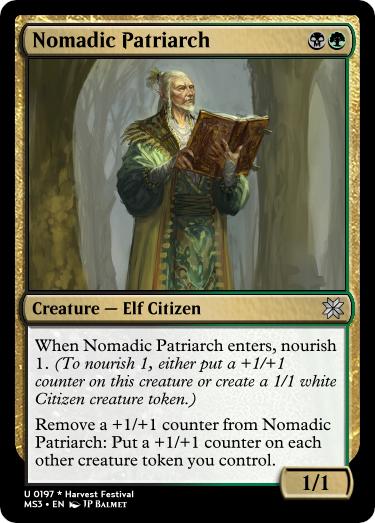 Nomadic Patriarch
Creature — Elf Citizen
When Nomadic Patriarch enters, nourish
1. (To nourish 1, either put a +1/+1
counter on this creature or create a 1/1 white
Citizen creature token.)
Remove a +1/+1 counter from Nomadic
Patriarch: Put a +1/+1 counter on each
other creature token you control.
1/1
U 0197 * Harvest Festival
MS3 • EN JP Balmet